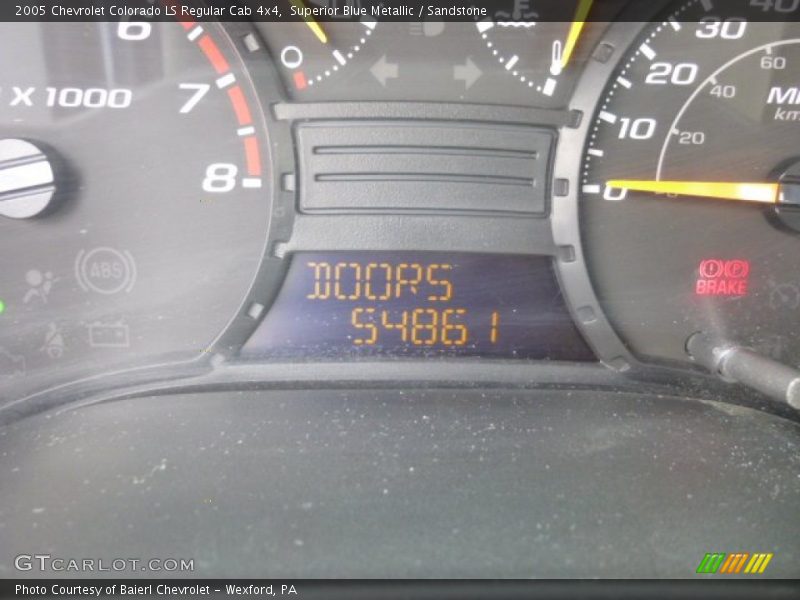 2005 Chevrolet Colorado LS Regular Cab 4x4, Superior Blue Metallic / Sandstone
6
7
8
X 1000
0
10
20
30
40
20
40
60
ABS
BRAKE
DOORS
54861
GTCARLOT.COM
Photo Courtesy of Baierl Chevrolet - Wexford, PA